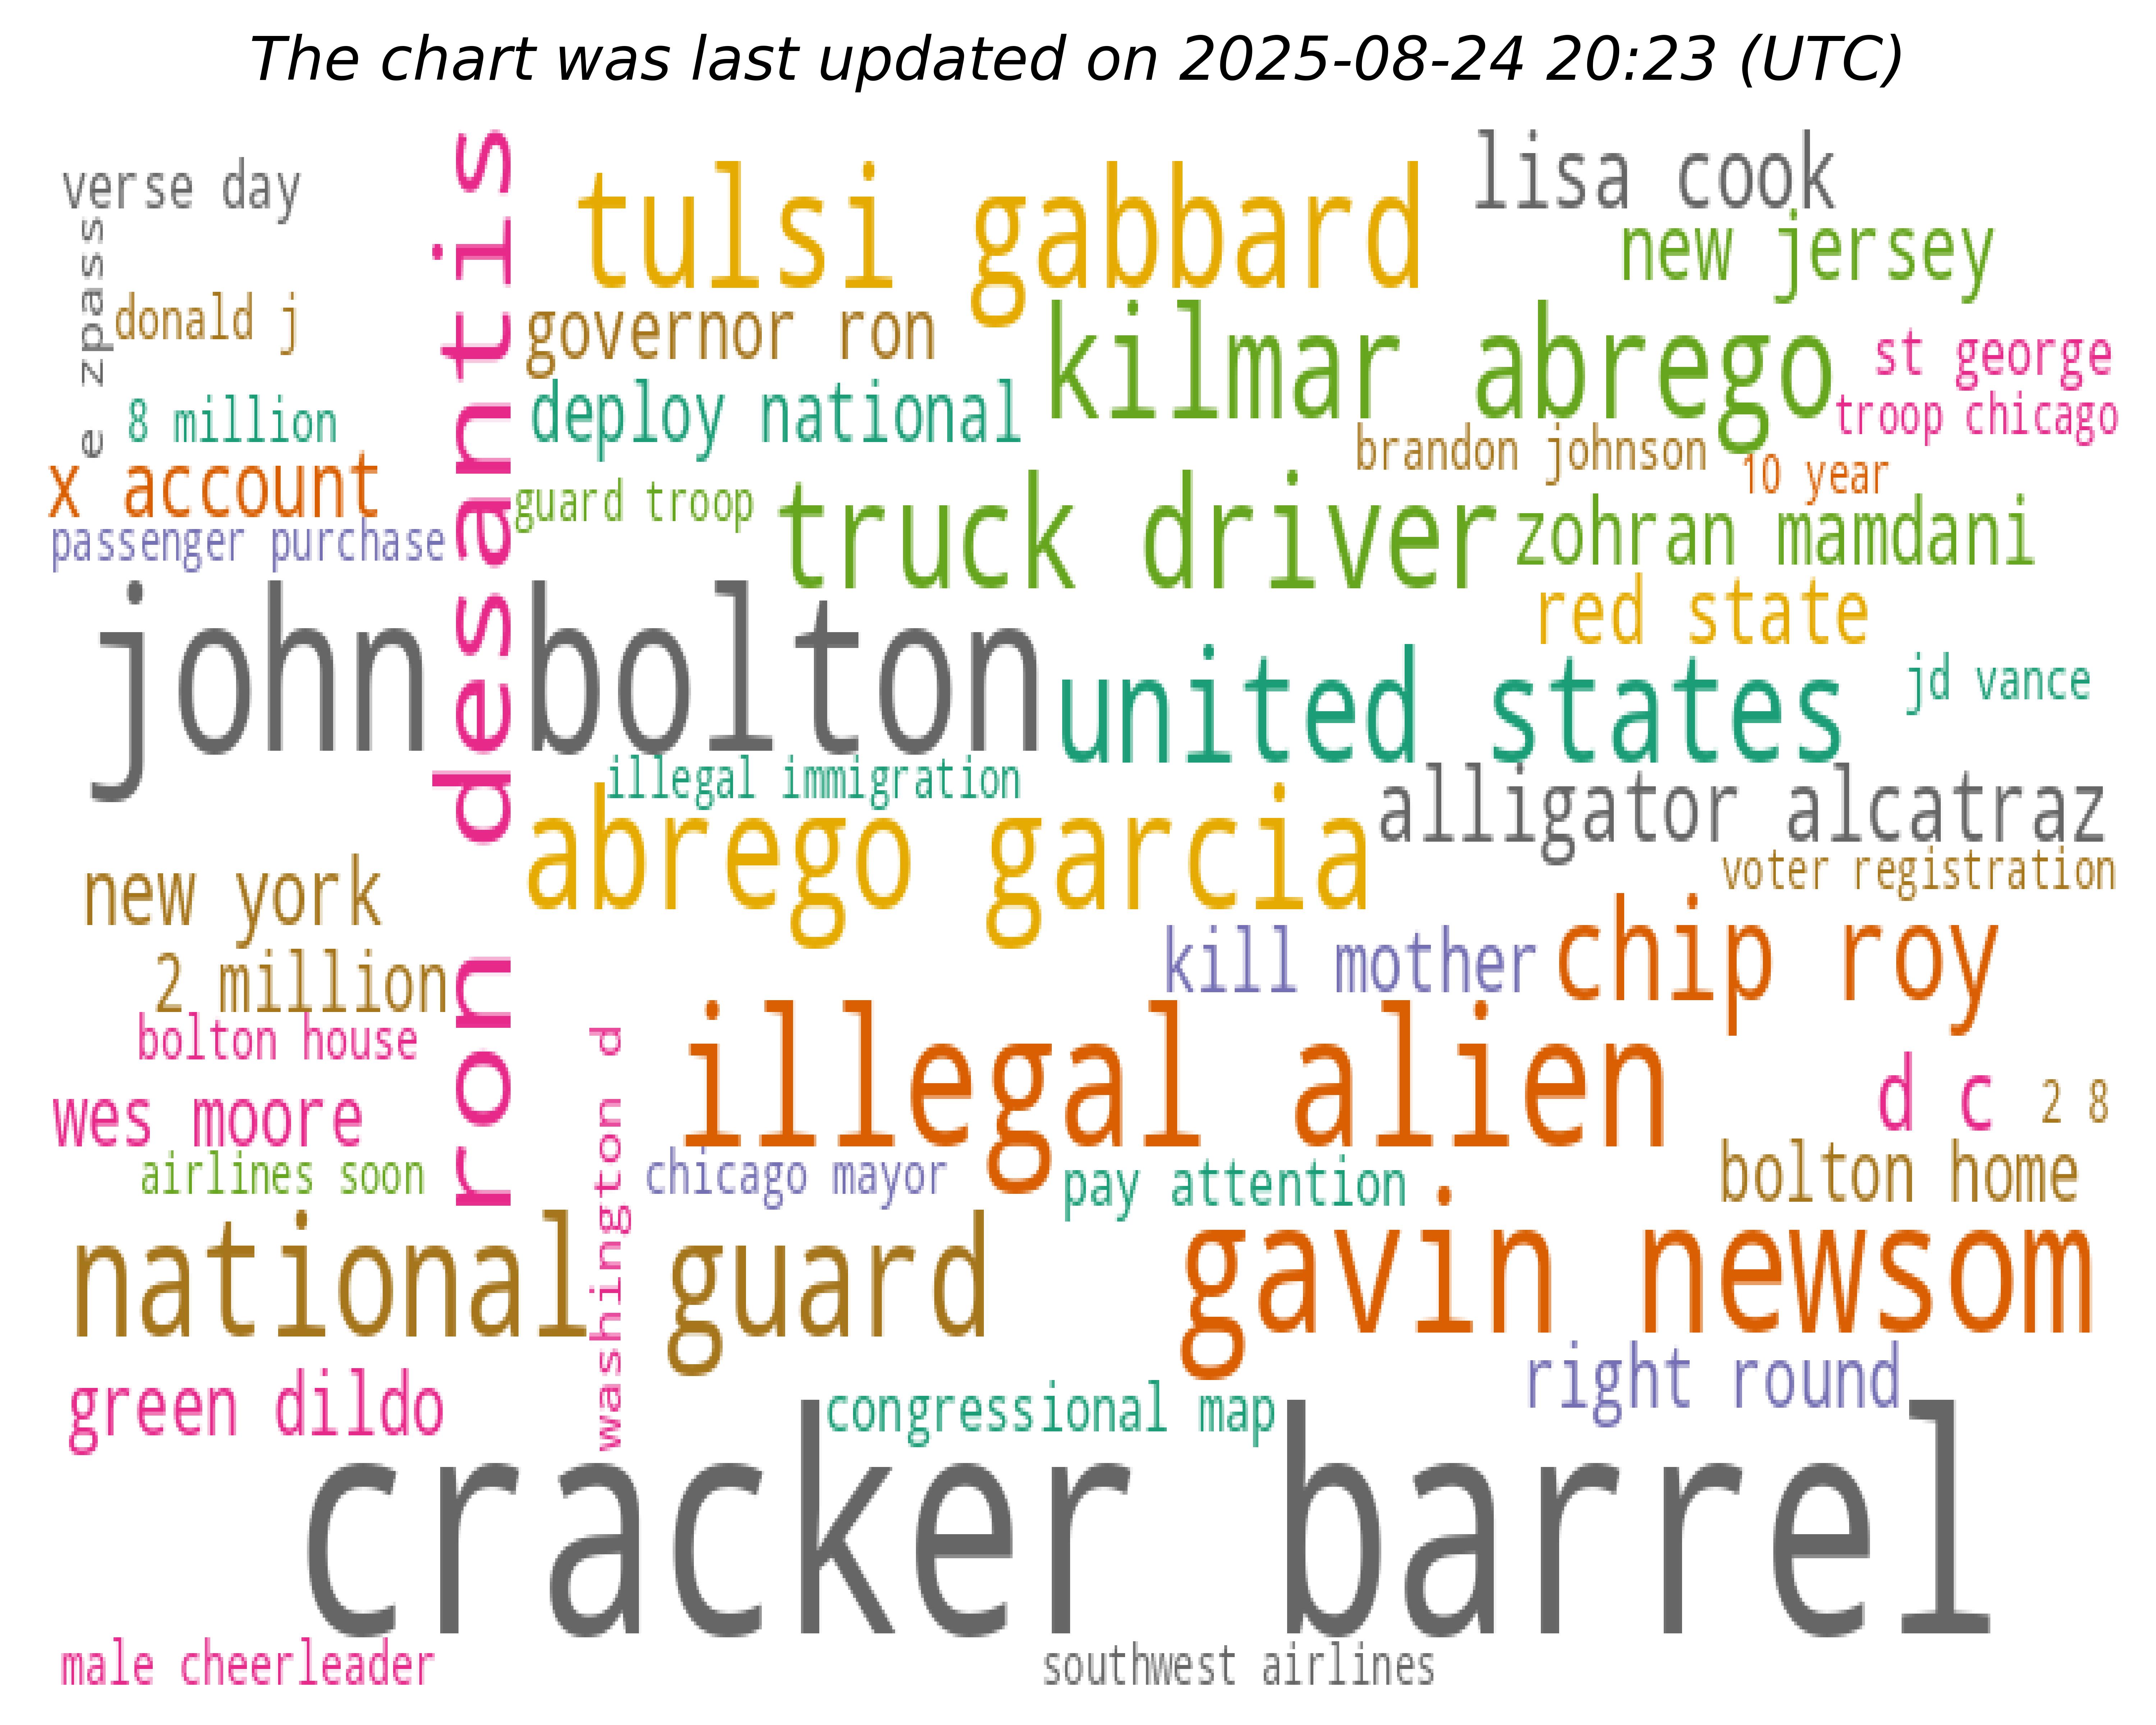 The chart was last updated on 2025-08-24 20:23 (UTC)
verse day
ron desantis
tulsi gabbard
lisa cook
new jersey
e zpass
donald j
governor ron
kilmar abrego
st george
8 million
deploy national
troop chicago
brandon johnson
x account
10 year
guard troop
truck driver
zohran mamdani
passenger purchase
john bolton
red state
united states
jd vance
illegal immigration
alligator alcatraz
abrego garcia
voter registration
new york
chip roy
kill mother
2 million
illegal alien
bolton house
washington d
d c
2 8
wes moore
airlines soon
chicago mayor
pay attention
bolton home
national guard
gavin newsom
right round
green dildo
congressional map
cracker barrel
male cheerleader
southwest airlines